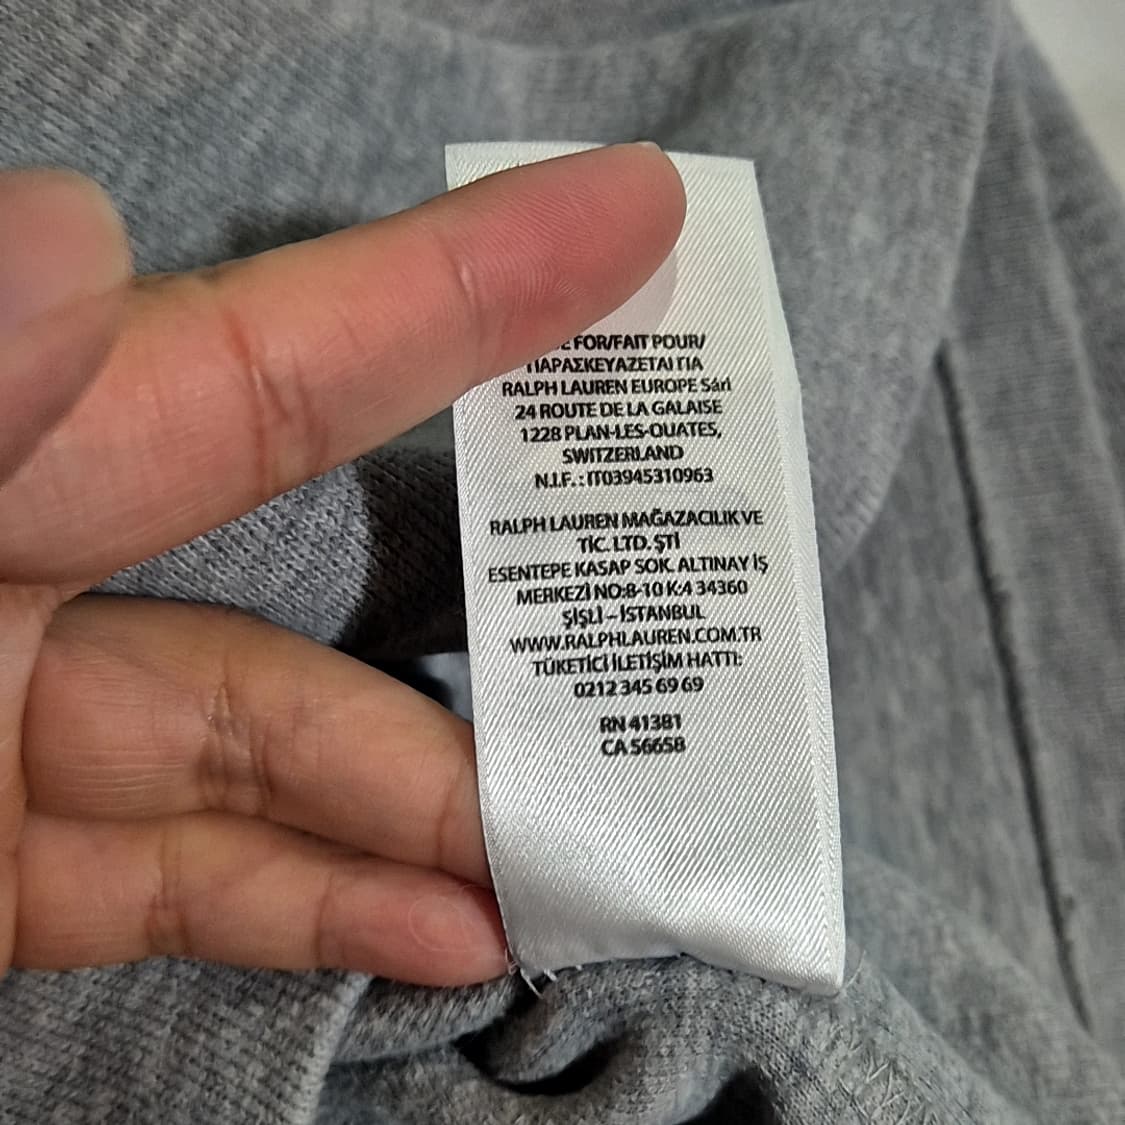 FOR/FAIT POUR/
ΠΑΡΑΣΚΕΥΑΖΕΤΑΙ ΓΙΑ
RALPH LAUREN EUROPE Sárl
24 ROUTE DE LA GALAISE
1228 PLAN-LES-OUATES,
SWITZERLAND
N.I.F. : IT03945310963
RALPH LAUREN MAĞAZACILIK VE
TİC. LTD. ŞTİ
ESENTEPE KASAP SOK. ALTINAY İŞ
MERKEZİ NO:8-10 K:4 34360
ŞİŞLİ – İSTANBUL
WWW.RALPHLAUREN.COM.TR
TÜKETİCİ İLETİŞİM HATTI:
0212 345 69 69
RN 41381
CA 56658